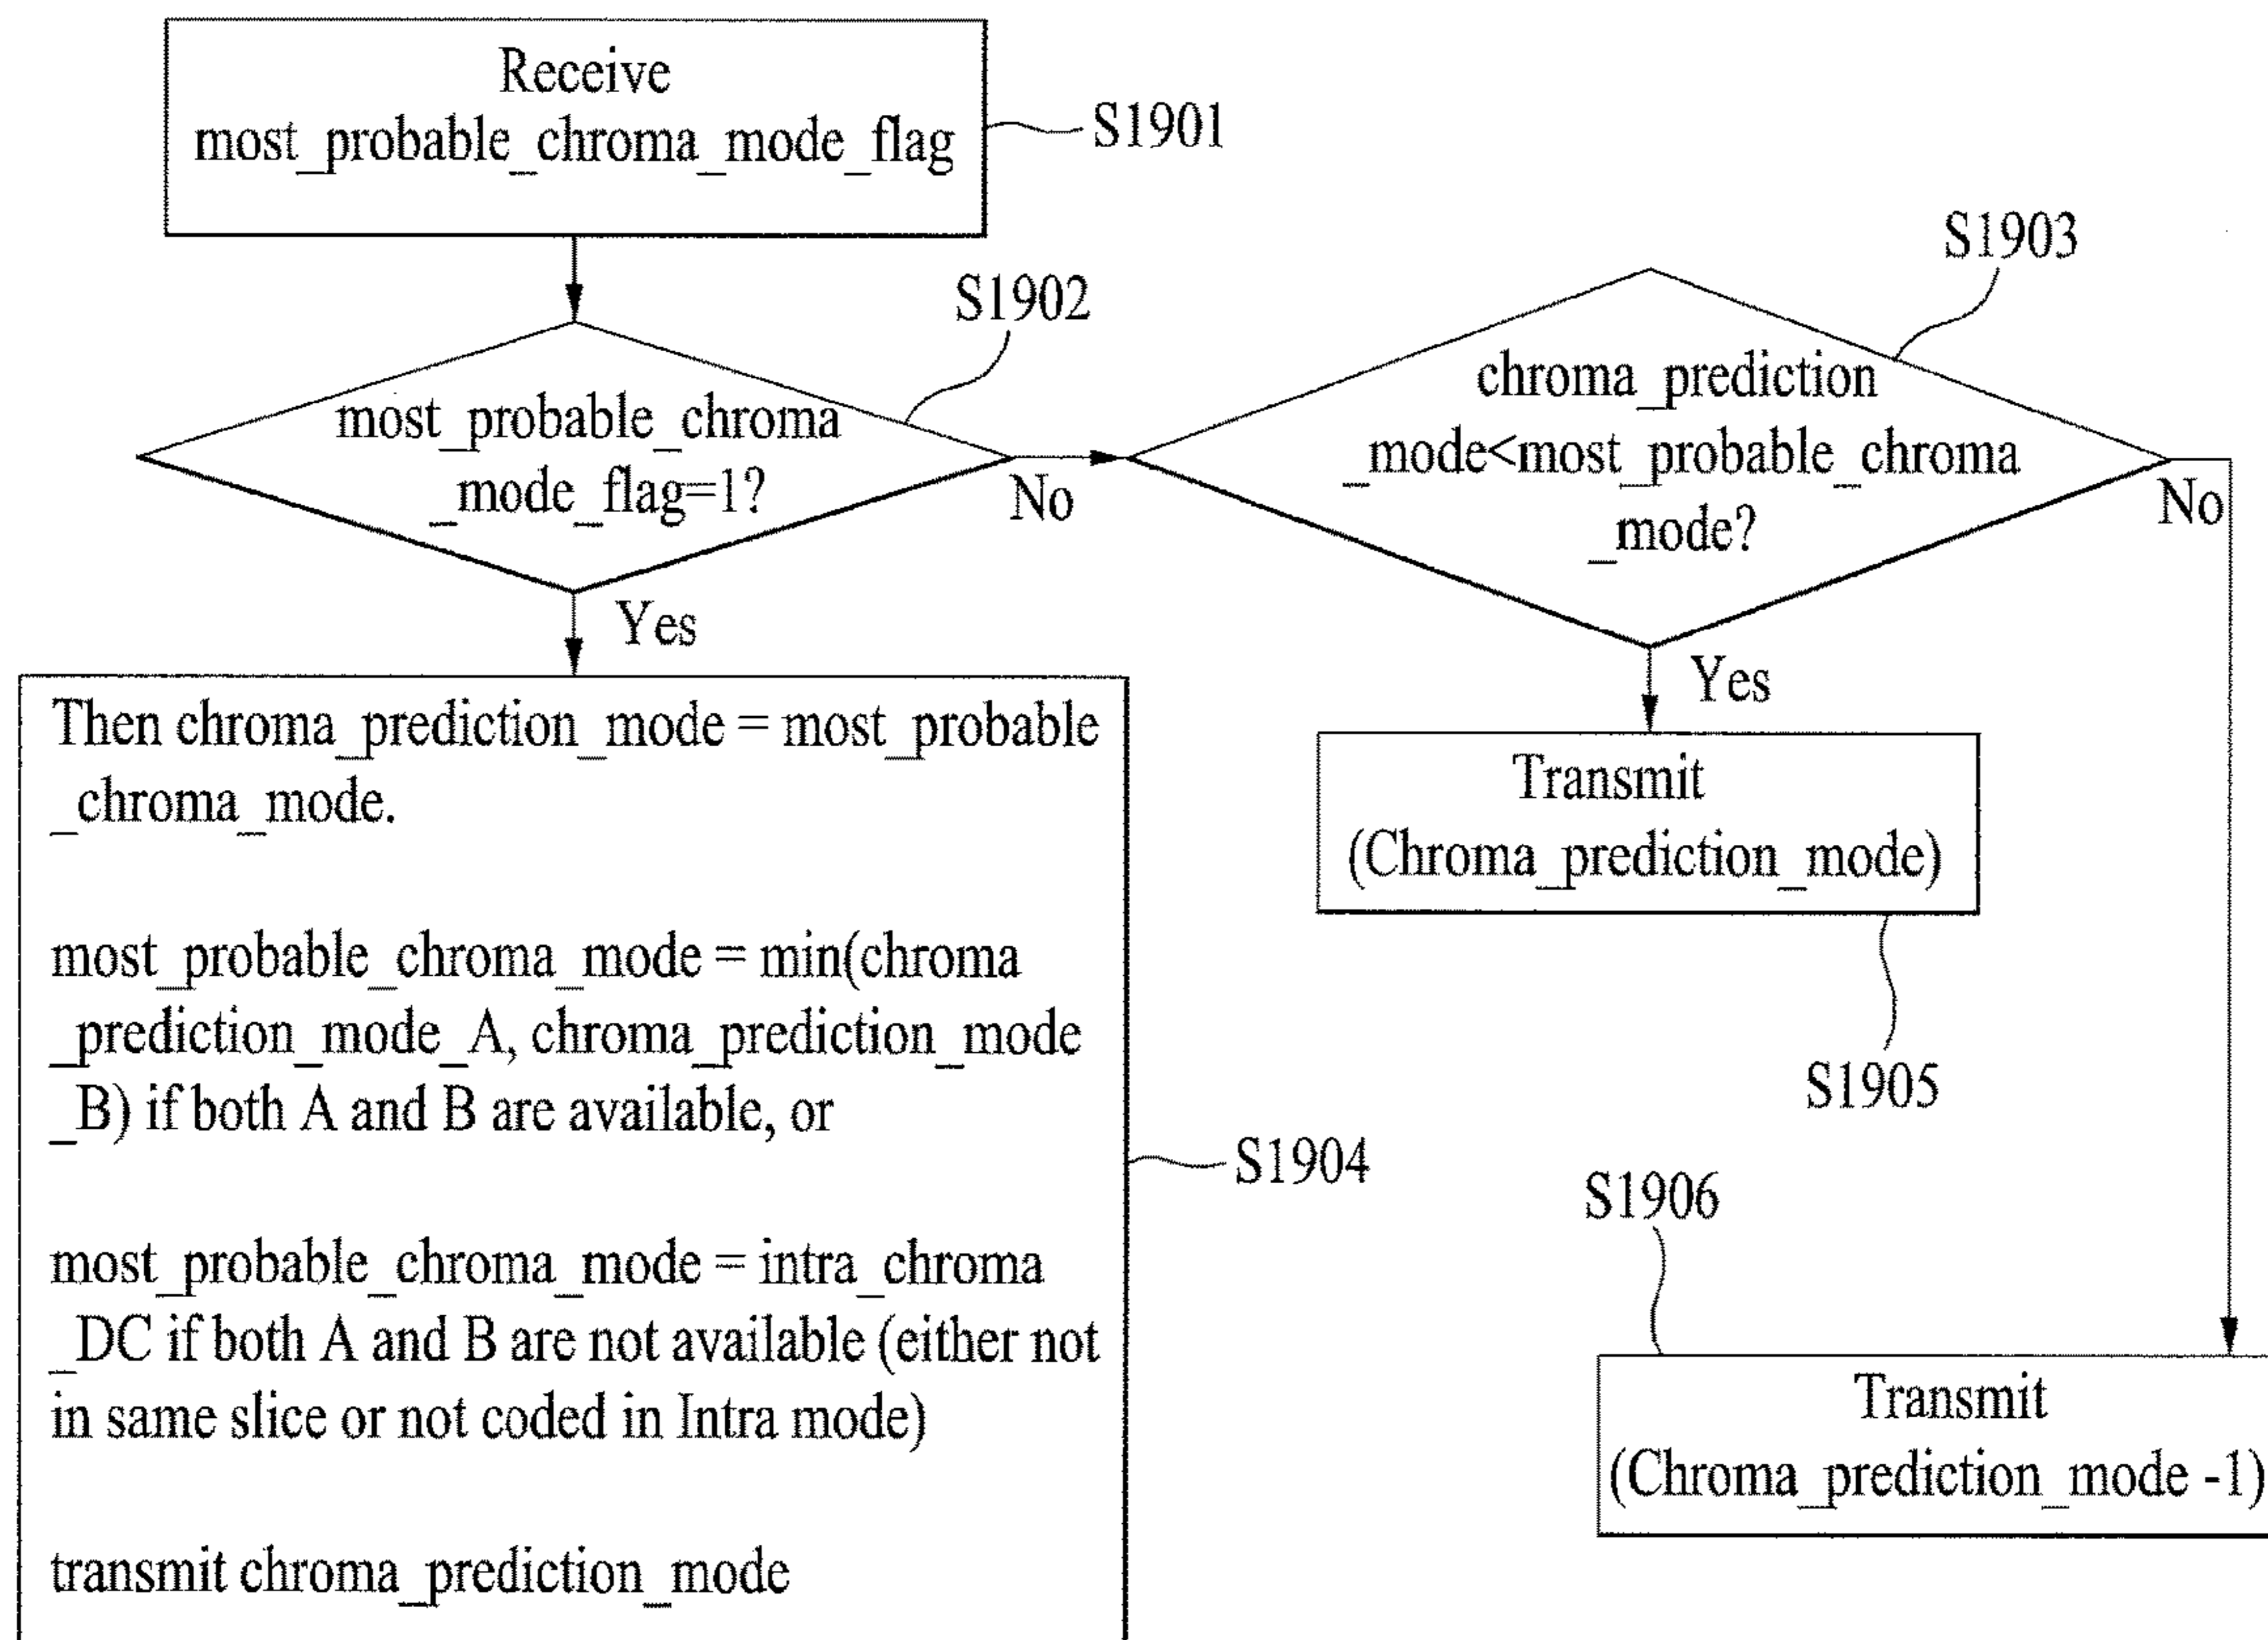 Receive
most_probable_chroma_mode_flag
S1901
S1902
most_probable_chroma
_mode_flag=1?
No
Yes
S1903
chroma_prediction
_mode<most_probable_chroma
_mode?
No
Yes
Transmit
(Chroma_prediction_mode)
S1905
Then chroma_prediction_mode = most_probable
_chroma_mode.
most_probable_chroma_mode = min(chroma
_prediction_mode_A, chroma_prediction_mode
_B) if both A and B are available, or
most_probable_chroma_mode = intra_chroma
_DC if both A and B are not available (either not
in same slice or not coded in Intra mode)
transmit chroma_prediction_mode
S1904
S1906
Transmit
(Chroma_prediction_mode -1)